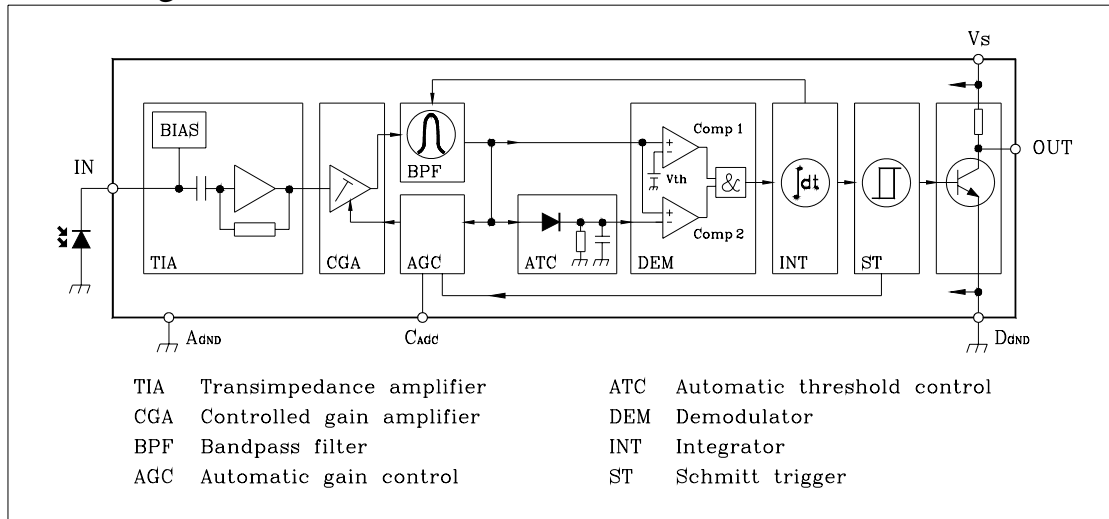 Vs
BIAS
IN
BPF
Comp 1
Vth
&
∫dt
OUT
Comp 2
TIA
CGA
AGC
ATC
DEM
INT
ST
AGND
CAGC
DGND
TIA Transimpedance amplifier
CGA Controlled gain amplifier
BPF Bandpass filter
AGC Automatic gain control
ATC Automatic threshold control
DEM Demodulator
INT Integrator
ST Schmitt trigger